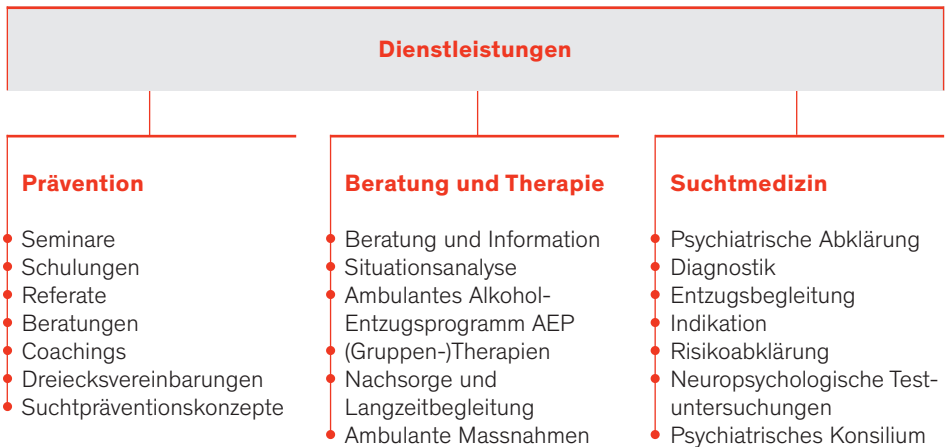 Dienstleistungen
Prävention
Seminare
Schulungen
Referate
Beratungen
Coachings
Dreiecksvereinbarungen
Suchtpräventionskonzepte
Beratung und Therapie
Beratung und Information
Situationsanalyse
Ambulantes Alkohol-
Entzugsprogramm AEP
(Gruppen-)Therapien
Nachsorge und
Langzeitbegleitung
Ambulante Massnahmen
Suchtmedizin
Psychiatrische Abklärung
Diagnostik
Entzugsbegleitung
Indikation
Risikoabklärung
Neuropsychologische Test-
untersuchungen
Psychiatrisches Konsilium